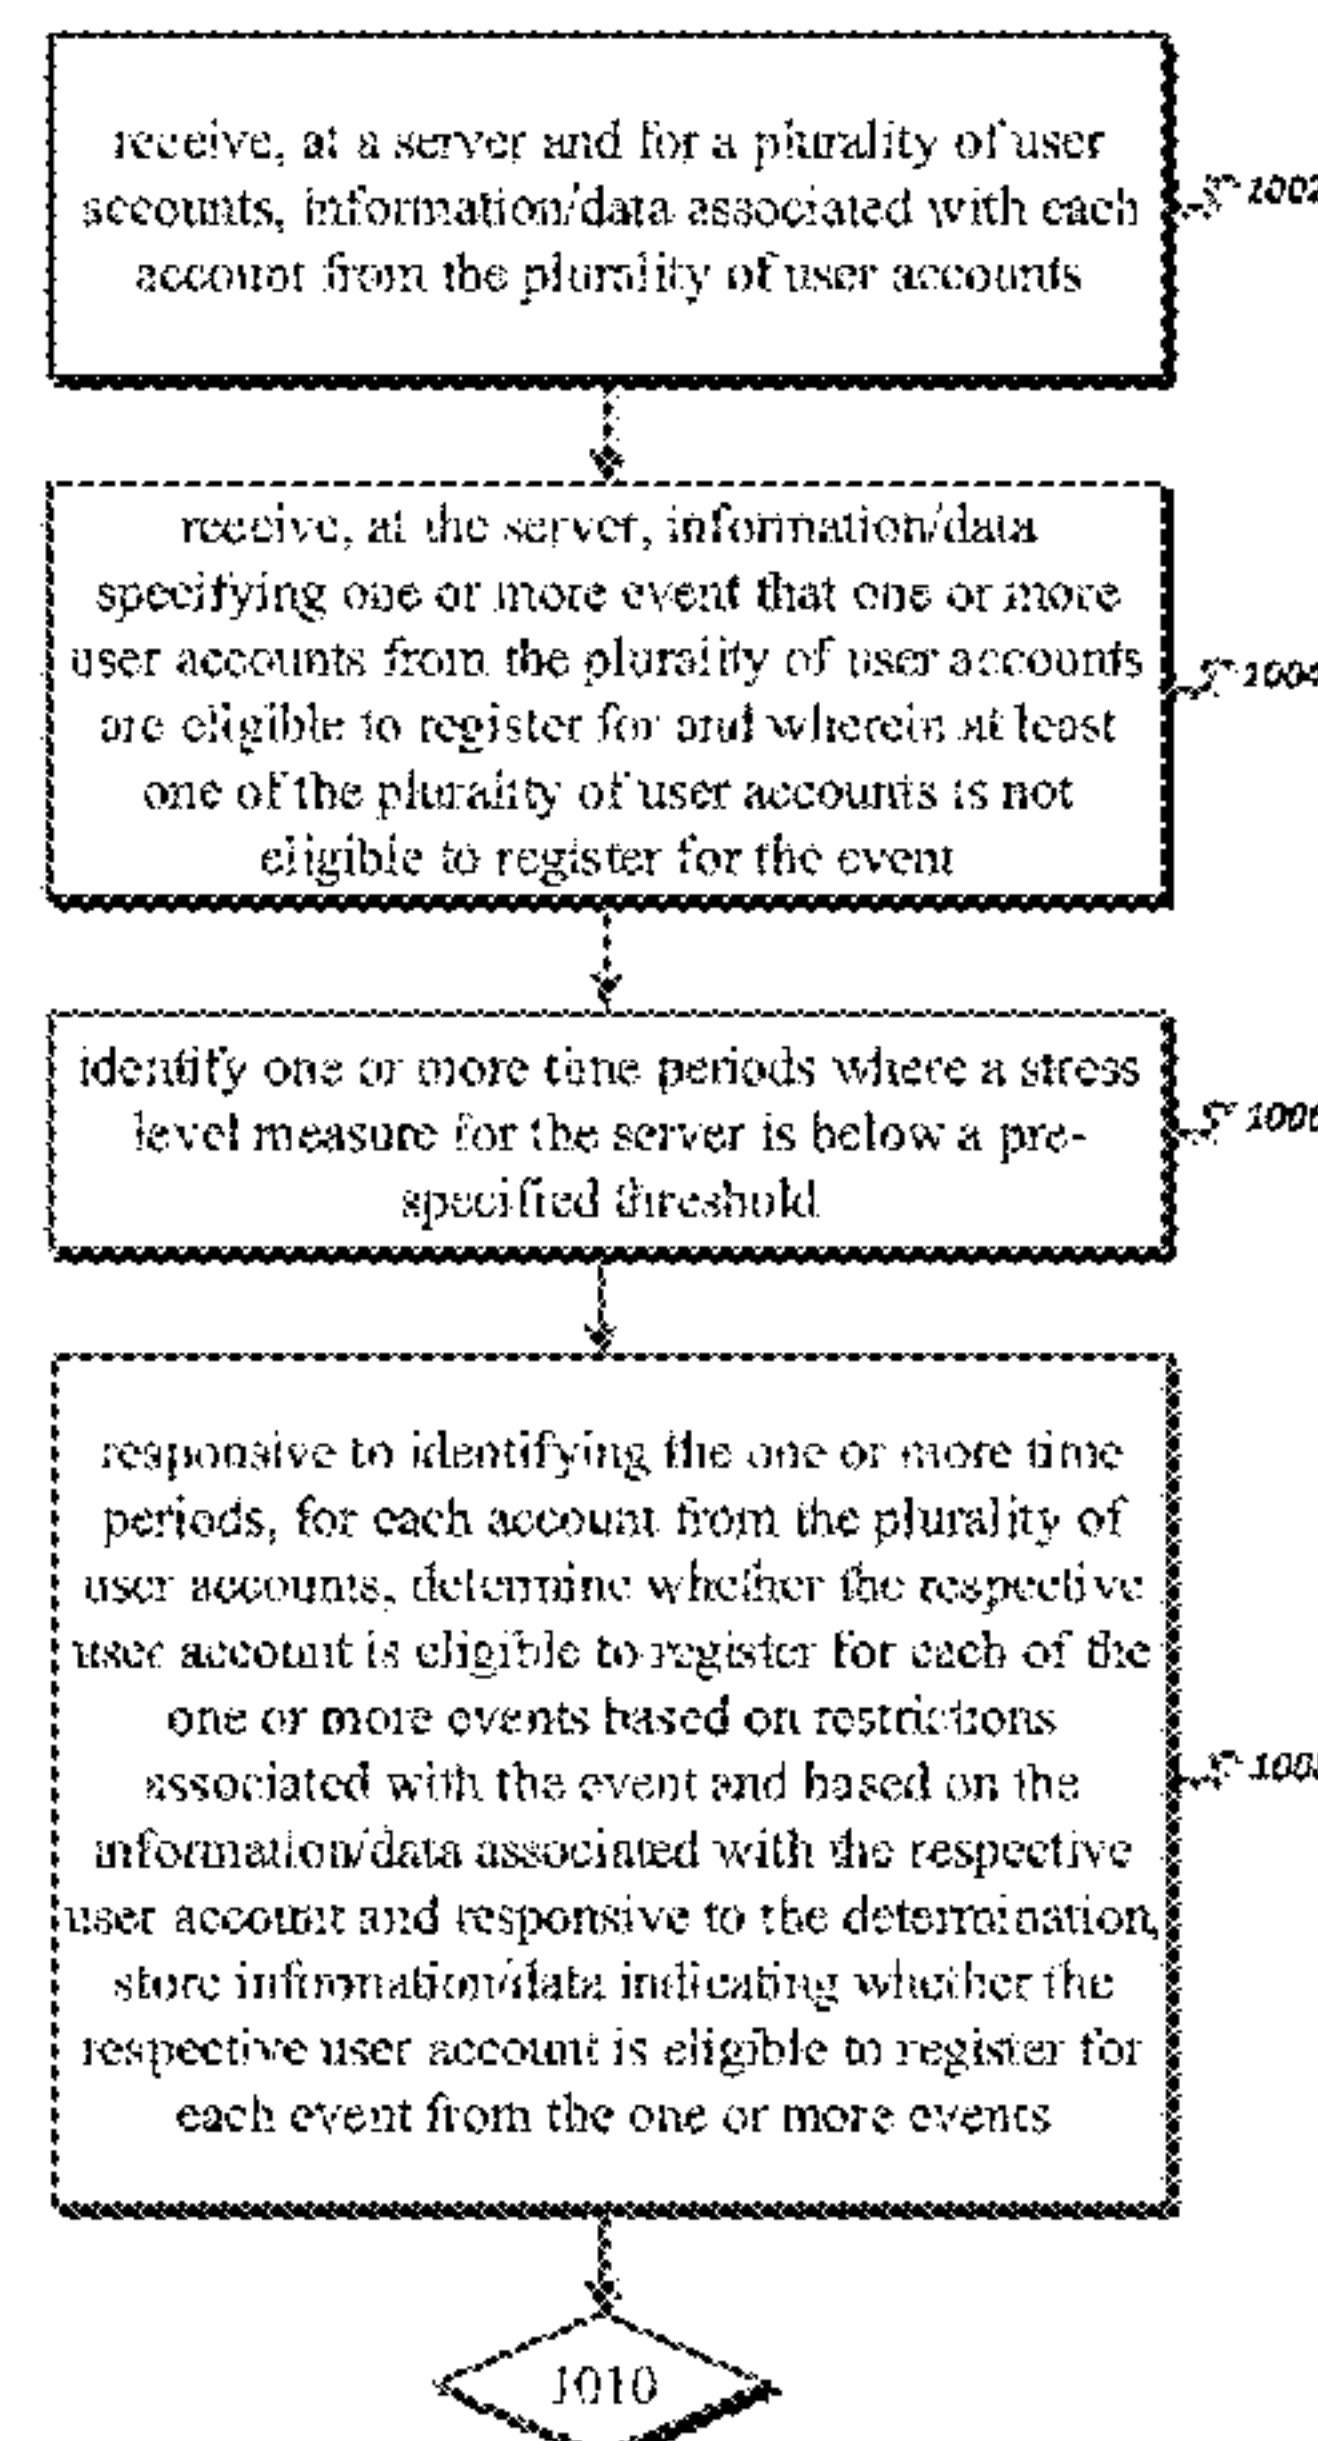 receive, at a server and for a plurality of user
accounts, information/data associated with each
account from the plurality of user accounts
1002
receive, at the server, information/data
specifying one or more event that one or more
user accounts from the plurality of user accounts
are eligible to register for and wherein at least
one of the plurality of user accounts is not
eligible to register for the event
1004
identify one or more time periods where a stress
level measure for the server is below a pre-
specified threshold
1006
responsive to identifying the one or more time
periods, for each account from the plurality of
user accounts, determine whether the respective
user account is eligible to register for each of the
one or more events based on restrictions
associated with the event and based on the
information/data associated with the respective
user account and responsive to the determination,
store information/data indicating whether the
respective user account is eligible to register for
each event from the one or more events
1008
1010